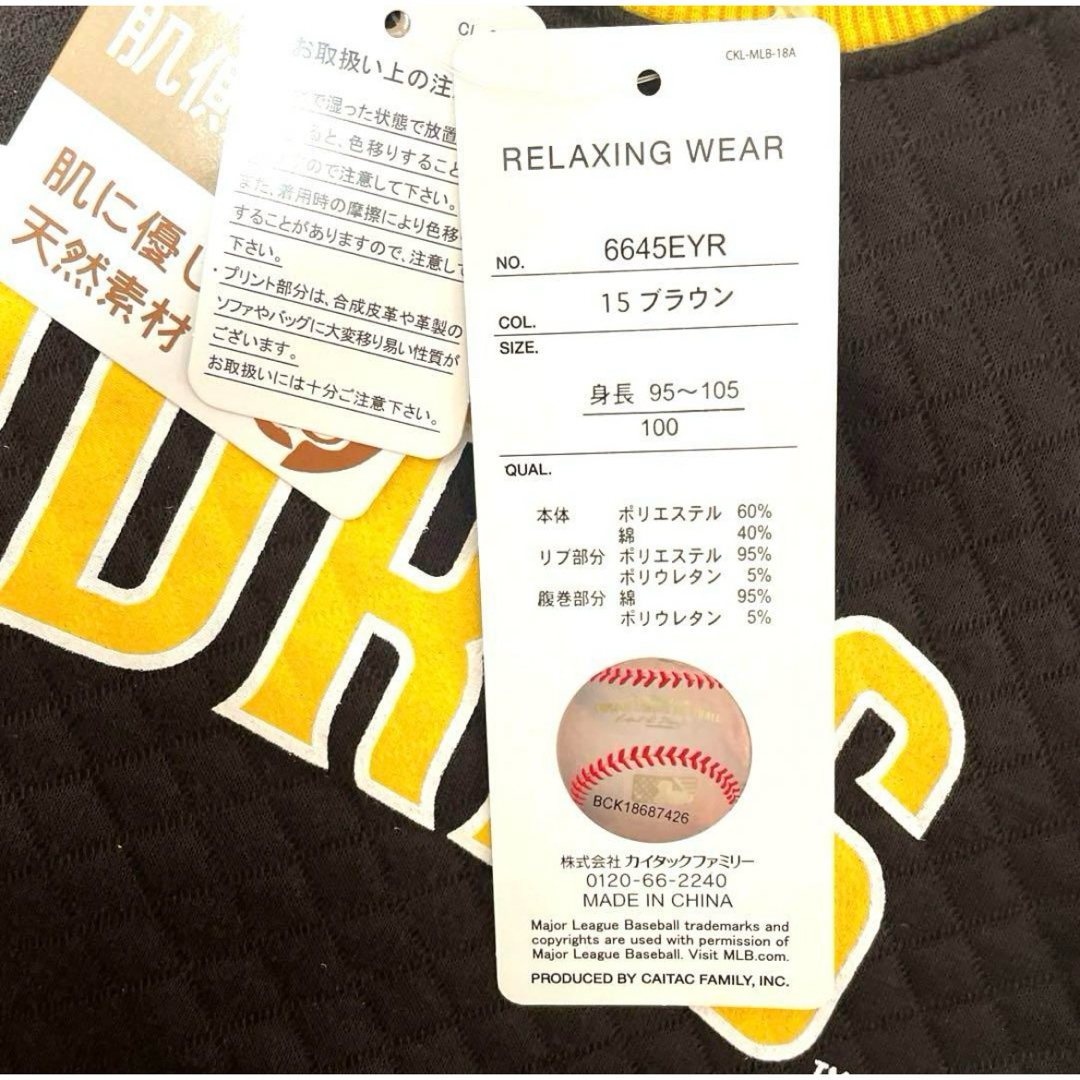 肌側
肌に優し
天然素材
お取扱い上の注
で湿った状態で放置
ると、色移りすること
ので注意して下さい。
また、着用時の摩擦により色移
することがありますので、注意して
下さい。
・プリント部分は、合成皮革や革製の
ソファやバッグに大変移り易い性質が
ございます。
お取扱いには十分ご注意下さい。
CKL-MLB-18A
RELAXING WEAR
NO. 6645EYR
COL. 15 ブラウン
SIZE.
身長 95～105
100
QUAL.
本体 ポリエステル 60%
綿 40%
リブ部分 ポリエステル 95%
ポリウレタン 5%
腹巻部分 綿 95%
ポリウレタン 5%
BCK18687426
株式会社 カイタックファミリー
0120-66-2240
MADE IN CHINA
Major League Baseball trademarks and
copyrights are used with permission of
Major League Baseball. Visit MLB.com.
PRODUCED BY CAITAC FAMILY, INC.
TM